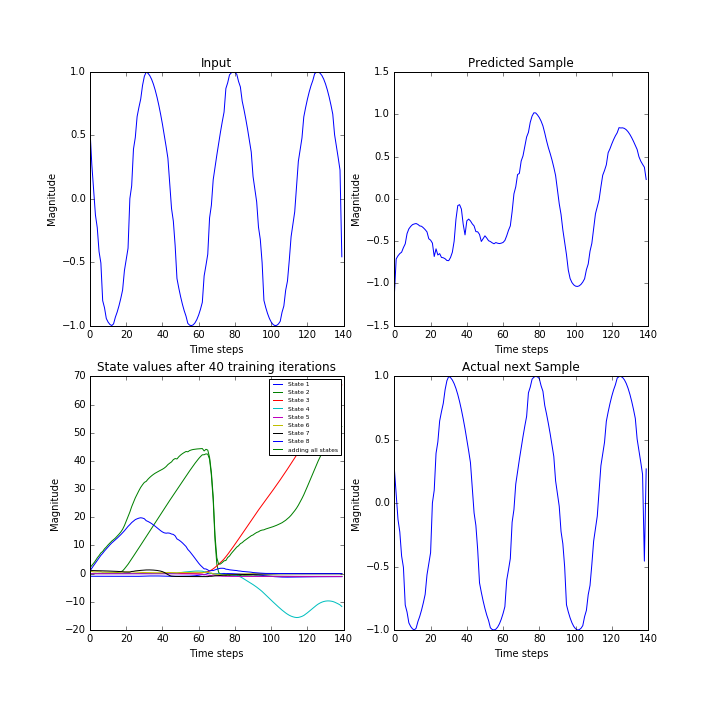 Input
Magnitude
1.0
0.5
0.0
−0.5
−1.0
0 20 40 60 80 100 120 140
Time steps
Predicted Sample
Magnitude
1.5
1.0
0.5
0.0
−0.5
−1.0
−1.5
0 20 40 60 80 100 120 140
Time steps
State values after 40 training iterations
Magnitude
70
60
50
40
30
20
10
0
−10
−20
State 1
State 2
State 3
State 4
State 5
State 6
State 7
State 8
adding all states
0 20 40 60 80 100 120 140
Time steps
Actual next Sample
Magnitude
1.0
0.5
0.0
−0.5
−1.0
0 20 40 60 80 100 120 140
Time steps